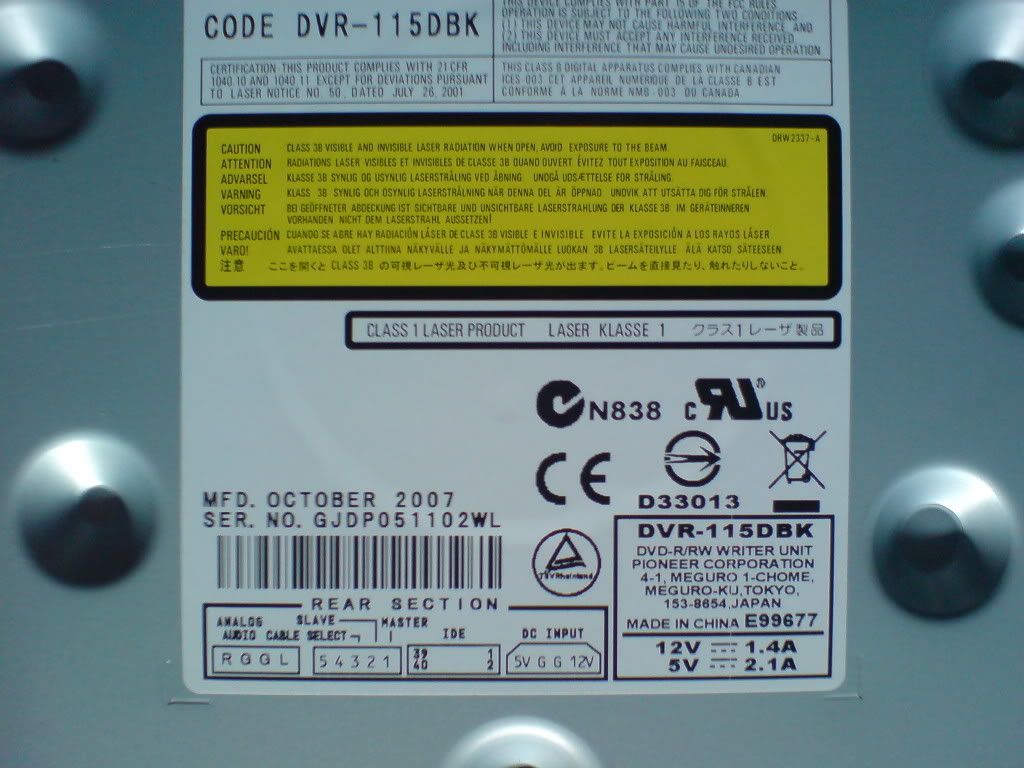 CODE DVR-115DBK
THIS DEVICE COMPLIES WITH PART 15 OF THE FCC RULES
OPERATION IS SUBJECT TO THE FOLLOWING TWO CONDITIONS
(1) THIS DEVICE MAY NOT CAUSE HARMFUL INTERFERENCE AND
(2) THIS DEVICE MUST ACCEPT ANY INTERFERENCE RECEIVED
INCLUDING INTERFERENCE THAT MAY CAUSE UNDESIRED OPERATION
CERTIFICATION THIS PRODUCT COMPLIES WITH 21 CFR
1040.10 AND 1040.11 EXCEPT FOR DEVIATIONS PURSUANT
TO LASER NOTICE NO. 50, DATED JULY 26, 2001
THIS CLASS B DIGITAL APPARATUS COMPLIES WITH CANADIAN
ICES-003 CET APPAREIL NUMÉRIQUE DE LA CLASSE B EST
CONFORME À LA NORME NMB-003 DU CANADA.
DRW2337-A
CAUTION CLASS 3B VISIBLE AND INVISIBLE LASER RADIATION WHEN OPEN, AVOID EXPOSURE TO THE BEAM.
ATTENTION RADIATIONS LASER VISIBLES ET INVISIBLES DE CLASSE 3B QUAND OUVERT ÉVITEZ TOUT EXPOSITION AU FAISCEAU.
ADVARSEL KLASSE 3B SYNLIG OG USYNLIG LASERSTRÅLING VED ÅBNING. UNDGÅ UDSÆTTELSE FOR STRÅLING.
VARNING KLASS 3B SYNLIG OCH OSYNLIG LASERSTRÅLNING NÄR DENNA DEL ÄR ÖPPNAD. UNDVIK ATT UTSÄTTA DIG FÖR STRÅLEN.
VORSICHT BEI GEÖFFNETER ABDECKUNG IST SICHTBARE UND UNSICHTBARE LASERSTRAHLUNG DER KLASSE 3B IM GERÄTEINNEREN
VORHANDEN NICHT DEM LASERSTRAHL AUSSETZEN!
PRECAUCIÓN CUANDO SE ABRE HAY RADIACIÓN LÁSER DE CLASE 3B VISIBLE E INVISIBLE. EVITE LA EXPOSICIÓN A LOS RAYOS LÁSER.
VARO! AVATTAESSA OLET ALTTIINA NÄKYVÄLLE JA NÄKYMÄTTÖMÄLLE LUOKAN 3B LASERSÄTEILYLLE. ÄLÄ KATSO SÄTEESEEN
注意 ここを開くと CLASS 3B の可視レーザ光及び不可視レーザ光が出ます。ビームを直接見たり、触れたりしないこと。
CLASS 1 LASER PRODUCT LASER KLASSE 1 クラス1レーザ製品
N838 C RU ® US
CE
D33013
MFD. OCTOBER 2007
SER. NO. GJDP051102WL
TÜVRheinland
DVR-115DBK
DVD-R/RW WRITER UNIT
PIONEER CORPORATION
4-1, MEGURO 1-CHOME,
MEGURO-KU,TOKYO,
153-8654,JAPAN
MADE IN CHINA E99677
12V 1.4A
5V 2.1A
REAR SECTION
ANALOG SLAVE MASTER
AUDIO CABLE SELECT IDE DC INPUT
R G G L 5 4 3 2 1 39 1 5V G G 12V
40 2